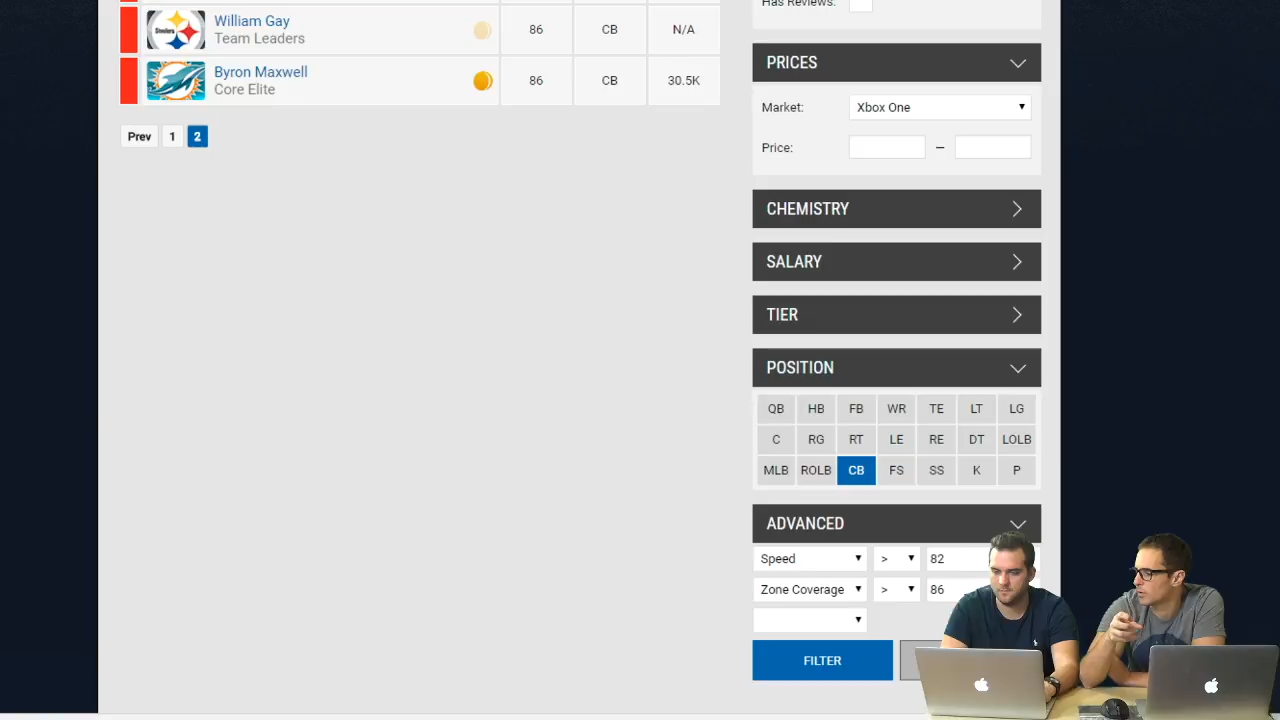 Has Reviews:
William Gay
Team Leaders
86 CB N/A
Byron Maxwell
Core Elite
86 CB 30.5K
Prev 1 2
PRICES
Market: Xbox One
Price: –
CHEMISTRY
SALARY
TIER
POSITION
QB HB FB WR TE LT LG
C RG RT LE RE DT LOLB
MLB ROLB CB FS SS K P
ADVANCED
Speed > 82
Zone Coverage > 86
FILTER
Steelers